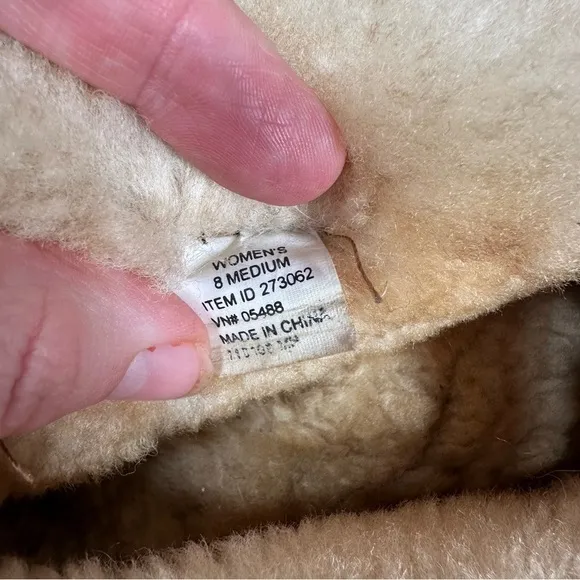 WOMEN'S
8 MEDIUM
ITEM ID 273062
VN# 05488
MADE IN CHINA